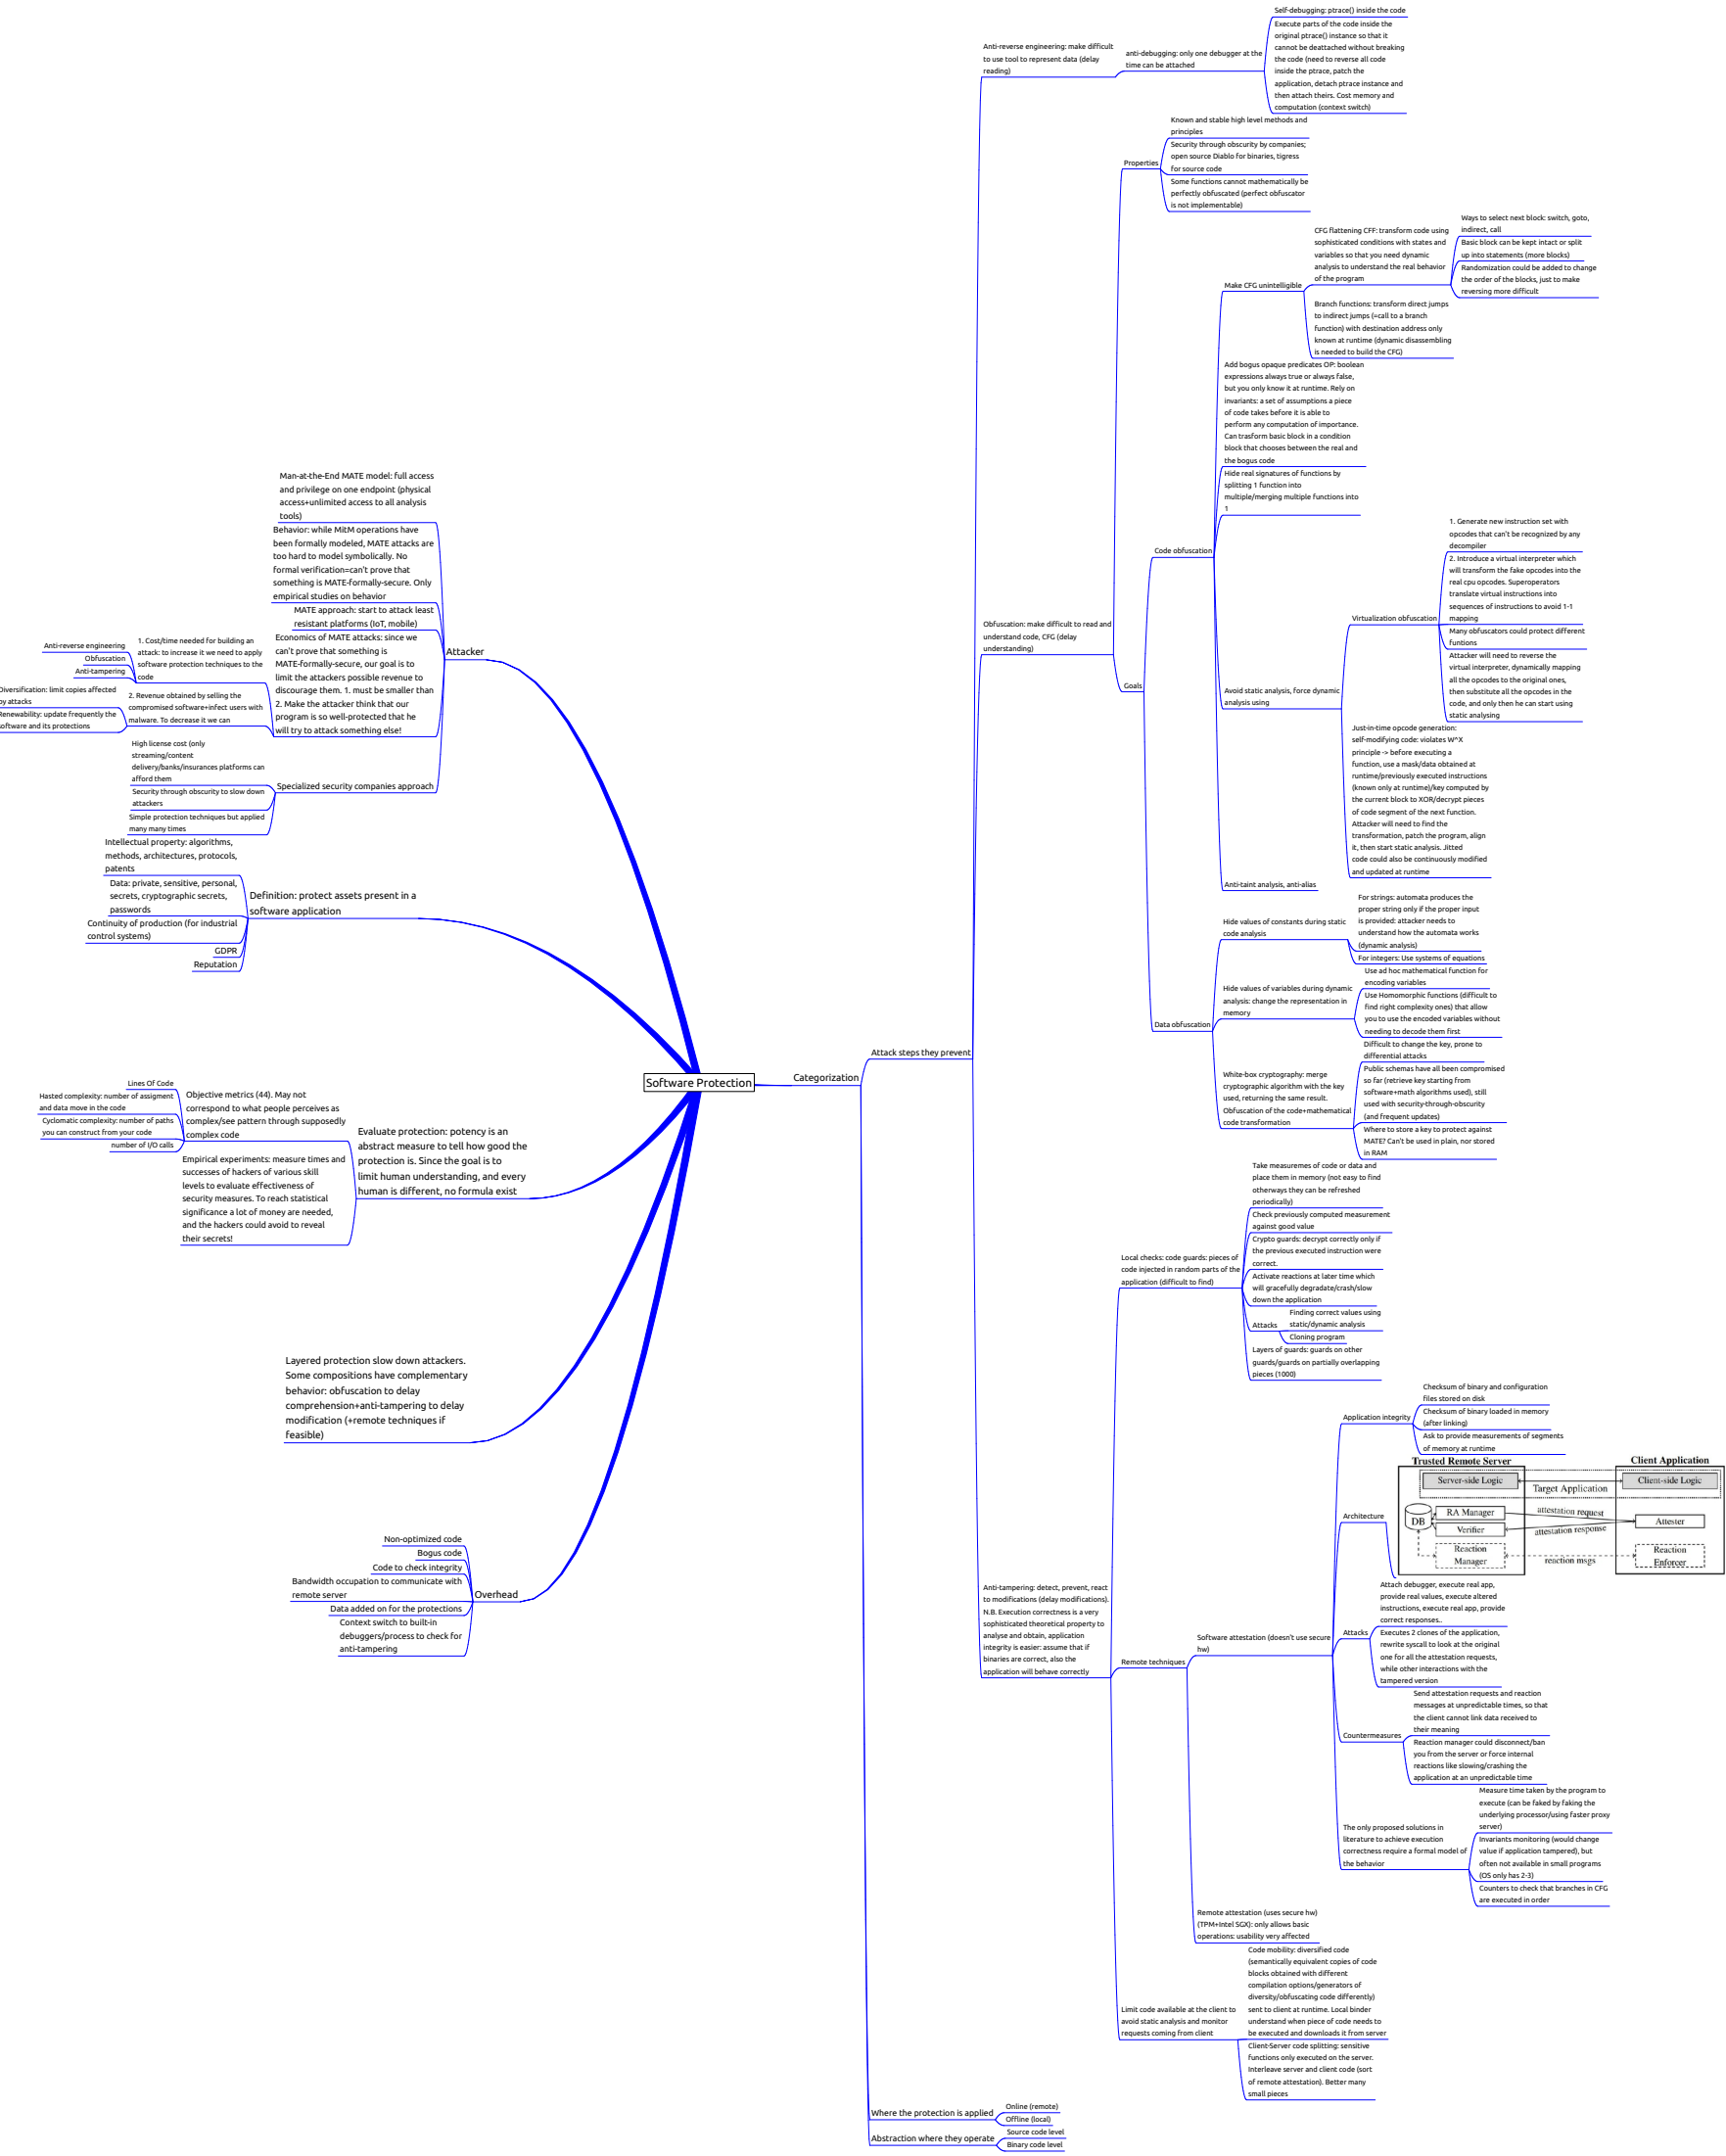 Software Protection
Attacker
Man-at-the-End MATE model: full access
and privilege on one endpoint (physical
access+unlimited access to all analysis
tools)
Behavior: while MitM operations have
been formally modeled, MATE attacks are
too hard to model symbolically. No
formal verification=can't prove that
something is MATE-formally-secure. Only
empirical studies on behavior
MATE approach: start to attack least
resistant platforms (IoT, mobile)
Economics of MATE attacks: since we
can't prove that something is
MATE-formally-secure, our goal is to
limit the attackers possible revenue to
discourage them. 1. must be smaller than
2. Make the attacker think that our
program is so well-protected that he
will try to attack something else!
1. Cost/time needed for building an
attack: to increase it we need to apply
software protection techniques to the
code
Anti-reverse engineering
Obfuscation
Anti-tampering
2. Revenue obtained by selling the
compromised software+infect users with
malware. To decrease it we can
Diversification: limit copies affected
by attacks
Renewability: update frequently the
software and its protections
Specialized security companies approach
High license cost (only
streaming/content
delivery/banks/insurances platforms can
afford them
Security through obscurity to slow down
attackers
Simple protection techniques but applied
many many times
Definition: protect assets present in a
software application
Intellectual property: algorithms,
methods, architectures, protocols,
patents
Data: private, sensitive, personal,
secrets, cryptographic secrets,
passwords
Continuity of production (for industrial
control systems)
GDPR
Reputation
Evaluate protection: potency is an
abstract measure to tell how good the
protection is. Since the goal is to
limit human understanding, and every
human is different, no formula exist
Objective metrics (44). May not
correspond to what people perceives as
complex/see pattern through supposedly
complex code
Lines Of Code
Hasted complexity: number of assigment
and data move in the code
Cyclomatic complexity: number of paths
you can construct from your code
number of I/O calls
Empirical experiments: measure times and
successes of hackers of various skill
levels to evaluate effectiveness of
security measures. To reach statistical
significance a lot of money are needed,
and the hackers could avoid to reveal
their secrets!
Layered protection slow down attackers.
Some compositions have complementary
behavior: obfuscation to delay
comprehension+anti-tampering to delay
modification (+remote techniques if
feasible)
Overhead
Non-optimized code
Bogus code
Code to check integrity
Bandwidth occupation to communicate with
remote server
Data added on for the protections
Context switch to built-in
debuggers/process to check for
anti-tampering
Categorization
Attack steps they prevent
Anti-reverse engineering: make difficult
to use tool to represent data (delay
reading)
anti-debugging: only one debugger at the
time can be attached
Self-debugging: ptrace() inside the code
Execute parts of the code inside the
original ptrace() instance so that it
cannot be deattached without breaking
the code (need to reverse all code
inside the ptrace, patch the
application, detach ptrace instance and
then attach theirs. Cost memory and
computation (context switch)
Obfuscation: make difficult to read and
understand code, CFG (delay
understanding)
Properties
Known and stable high level methods and
principles
Security through obscurity by companies;
open source Diablo for binaries, tigress
for source code
Some functions cannot mathematically be
perfectly obfuscated (perfect obfuscator
is not implementable)
Goals
Code obfuscation
Make CFG unintelligible
CFG flattening CFF: transform code using
sophisticated conditions with states and
variables so that you need dynamic
analysis to understand the real behavior
of the program
Ways to select next block: switch, goto,
indirect, call
Basic block can be kept intact or split
up into statements (more blocks)
Randomization could be added to change
the order of the blocks, just to make
reversing more difficult
Branch functions: transform direct jumps
to indirect jumps (=call to a branch
function) with destination address only
known at runtime (dynamic disassembling
is needed to build the CFG)
Add bogus opaque predicates OP: boolean
expressions always true or always false,
but you only know it at runtime. Rely on
invariants: a set of assumptions a piece
of code takes before it is able to
perform any computation of importance.
Can trasform basic block in a condition
block that chooses between the real and
the bogus code
Hide real signatures of functions by
splitting 1 function into
multiple/merging multiple functions into
1
Avoid static analysis, force dynamic
analysis using
Virtualization obfuscation
1. Generate new instruction set with
opcodes that can't be recognized by any
decompiler
2. Introduce a virtual interpreter which
will transform the fake opcodes into the
real cpu opcodes. Superoperators
translate virtual instructions into
sequences of instructions to avoid 1-1
mapping
Many obfuscators could protect different
funtions
Attacker will need to reverse the
virtual interpreter, dynamically mapping
all the opcodes to the original ones,
then substitute all the opcodes in the
code, and only then he can start using
static analysing
Just-in-time opcode generation:
self-modifying code: violates W^X
principle -> before executing a
function, use a mask/data obtained at
runtime/previously executed instructions
(known only at runtime)/key computed by
the current block to XOR/decrypt pieces
of code segment of the next function.
Attacker will need to find the
transformation, patch the program, align
it, then start static analysis. Jitted
code could also be continuously modified
and updated at runtime
Anti-taint analysis, anti-alias
Data obfuscation
Hide values of constants during static
code analysis
For strings: automata produces the
proper string only if the proper input
is provided: attacker needs to
understand how the automata works
(dynamic analysis)
For integers: Use systems of equations
Hide values of variables during dynamic
analysis: change the representation in
memory
Use ad hoc mathematical function for
encoding variables
Use Homomorphic functions (difficult to
find right complexity ones) that allow
you to use the encoded variables without
needing to decode them first
White-box cryptography: merge
cryptographic algorithm with the key
used, returning the same result.
Obfuscation of the code+mathematical
code transformation
Difficult to change the key, prone to
differential attacks
Public schemas have all been compromised
so far (retrieve key starting from
software+math algorithms used), still
used with security-through-obscurity
(and frequent updates)
Where to store a key to protect against
MATE? Can't be used in plain, nor stored
in RAM
Anti-tampering: detect, prevent, react
to modifications (delay modifications).
N.B. Execution correctness is a very
sophisticated theoretical property to
analyse and obtain, application
integrity is easier: assume that if
binaries are correct, also the
application will behave correctly
Local checks: code guards: pieces of
code injected in random parts of the
application (difficult to find)
Take measuremes of code or data and
place them in memory (not easy to find
otherways they can be refreshed
periodically)
Check previously computed measurement
against good value
Crypto guards: decrypt correctly only if
the previous executed instruction were
correct.
Activate reactions at later time which
will gracefully degradate/crash/slow
down the application
Attacks
Finding correct values using
static/dynamic analysis
Cloning program
Layers of guards: guards on other
guards/guards on partially overlapping
pieces (1000)
Remote techniques
Software attestation (doesn't use secure
hw)
Application integrity
Checksum of binary and configuration
files stored on disk
Checksum of binary loaded in memory
(after linking)
Ask to provide measurements of segments
of memory at runtime
Architecture
Trusted Remote Server
Client Application
Server-side Logic
Client-side Logic
Target Application
DB
RA Manager
Verifier
attestation request
attestation response
Attester
Reaction
Manager
reaction msgs
Reaction
Enforcer
Attacks
Attach debugger, execute real app,
provide real values, execute altered
instructions, execute real app, provide
correct responses..
Executes 2 clones of the application,
rewrite syscall to look at the original
one for all the attestation requests,
while other interactions with the
tampered version
Countermeasures
Send attestation requests and reaction
messages at unpredictable times, so that
the client cannot link data received to
their meaning
Reaction manager could disconnect/ban
you from the server or force internal
reactions like slowing/crashing the
application at an unpredictable time
The only proposed solutions in
literature to achieve execution
correctness require a formal model of
the behavior
Measure time taken by the program to
execute (can be faked by faking the
underlying processor/using faster proxy
server)
Invariants monitoring (would change
value if application tampered), but
often not available in small programs
(OS only has 2-3)
Counters to check that branches in CFG
are executed in order
Remote attestation (uses secure hw)
(TPM+Intel SGX): only allows basic
operations: usability very affected
Limit code available at the client to
avoid static analysis and monitor
requests coming from client
Code mobility: diversified code
(semantically equivalent copies of code
blocks obtained with different
compilation options/generators of
diversity/obfuscating code differently)
sent to client at runtime. Local binder
understand when piece of code needs to
be executed and downloads it from server
Client-Server code splitting: sensitive
functions only executed on the server.
Interleave server and client code (sort
of remote attestation). Better many
small pieces
Where the protection is applied
Online (remote)
Offline (local)
Abstraction where they operate
Source code level
Binary code level